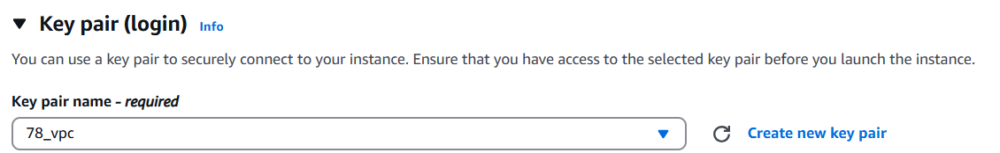 Key pair (login) Info
You can use a key pair to securely connect to your instance. Ensure that you have access to the selected key pair before you launch the instance.
Key pair name - required
78_vpc
Create new key pair